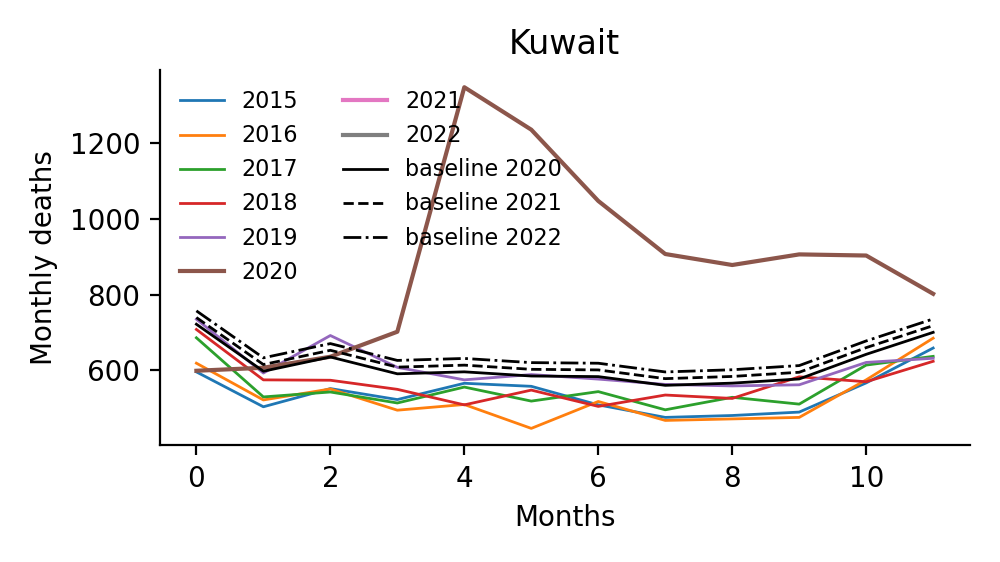 Kuwait
Monthly deaths
1200
1000
800
600
2015
2016
2017
2018
2019
2020
2021
2022
baseline 2020
baseline 2021
baseline 2022
0 2 4 6 8 10
Months